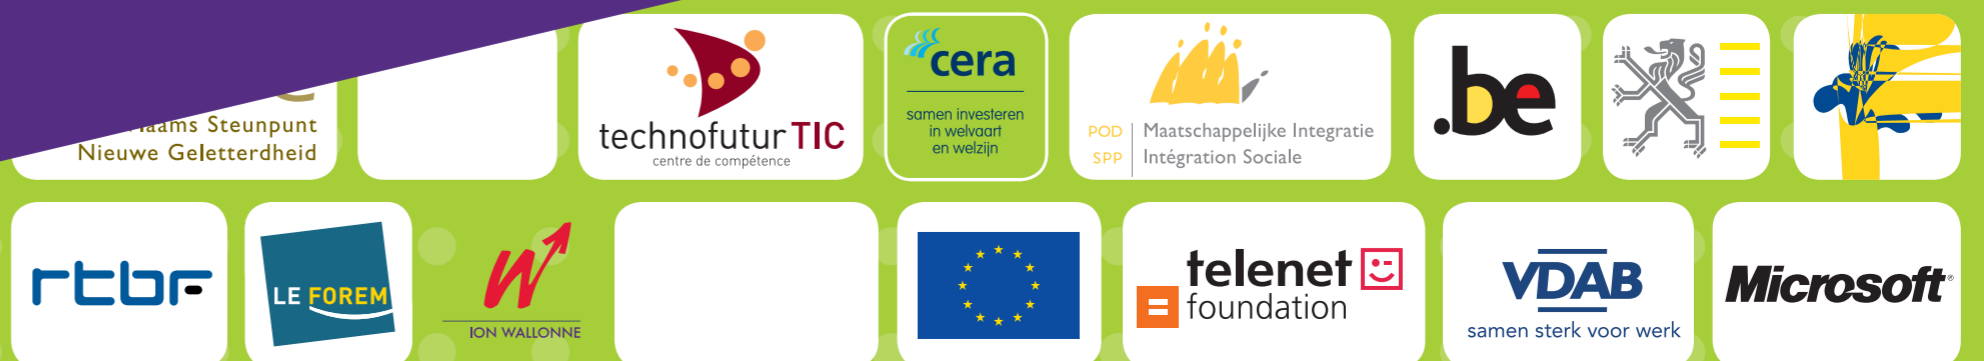 Steunpunt
Nieuwe Geletterdheid
technofutur TIC
centre de compétence
cera
samen investeren
in welvaart
en welzijn
POD Maatschappelijke Integratie
SPP Intégration Sociale
.be
rtbf
LE FOREM
W
ION WALLONNE
telenet
foundation
VDAB
samen sterk voor werk
Microsoft®